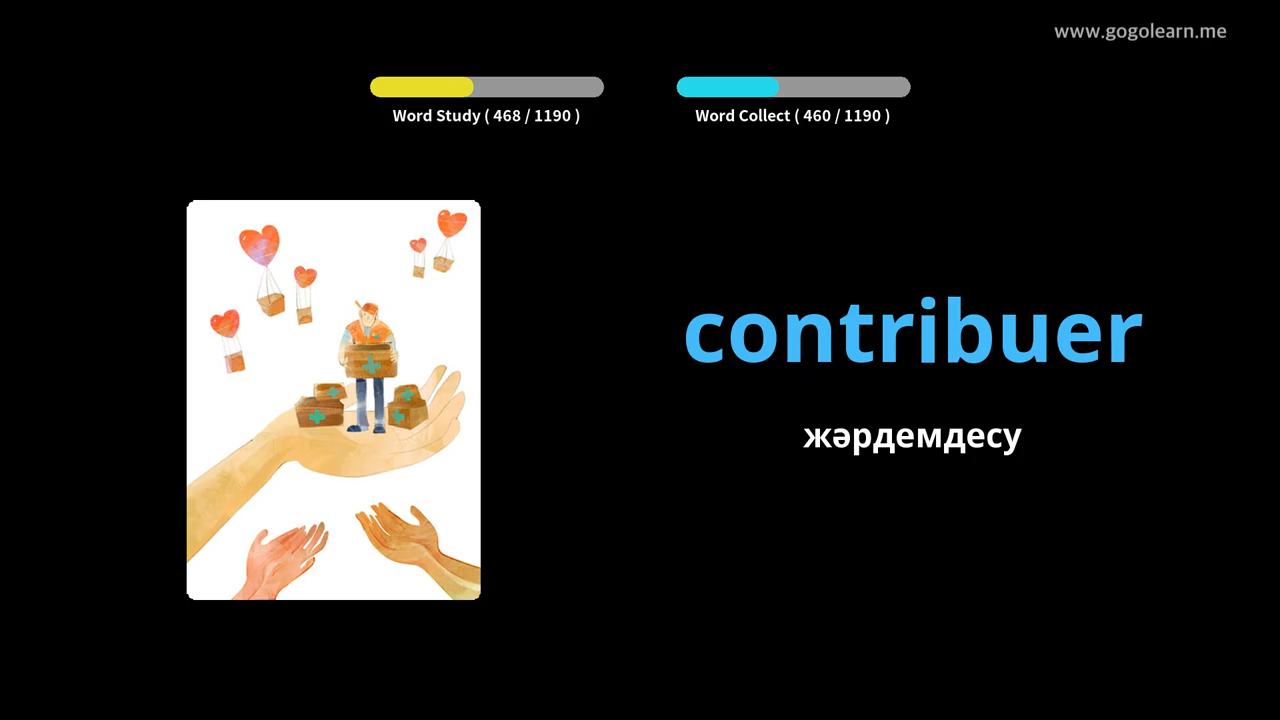 www.gogolearn.me
Word Study ( 468 / 1190 )
Word Collect ( 460 / 1190 )
contribuer
жәрдемдесу